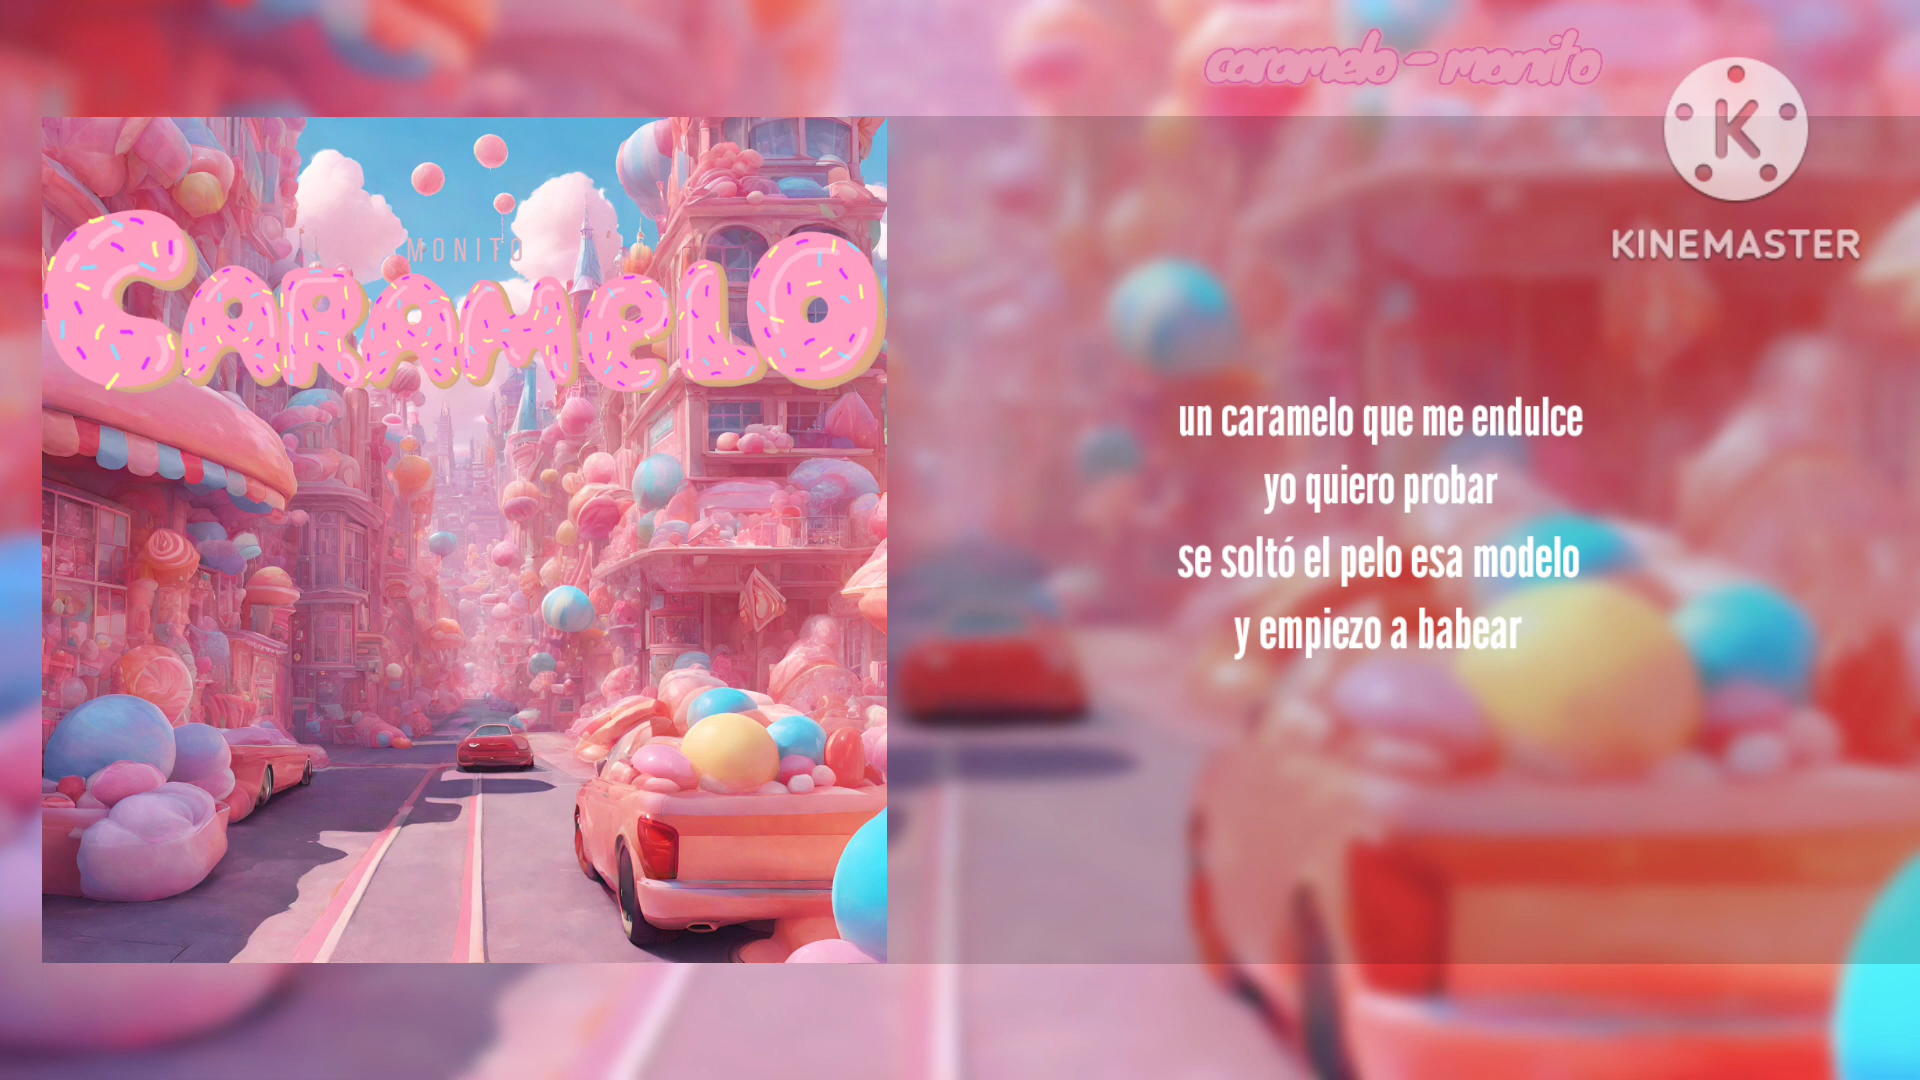 caramelo - monito
K
KINEMASTER
MONITO
CARAMELO
un caramelo que me endulce
yo quiero probar
se soltó el pelo esa modelo
y empiezo a babear